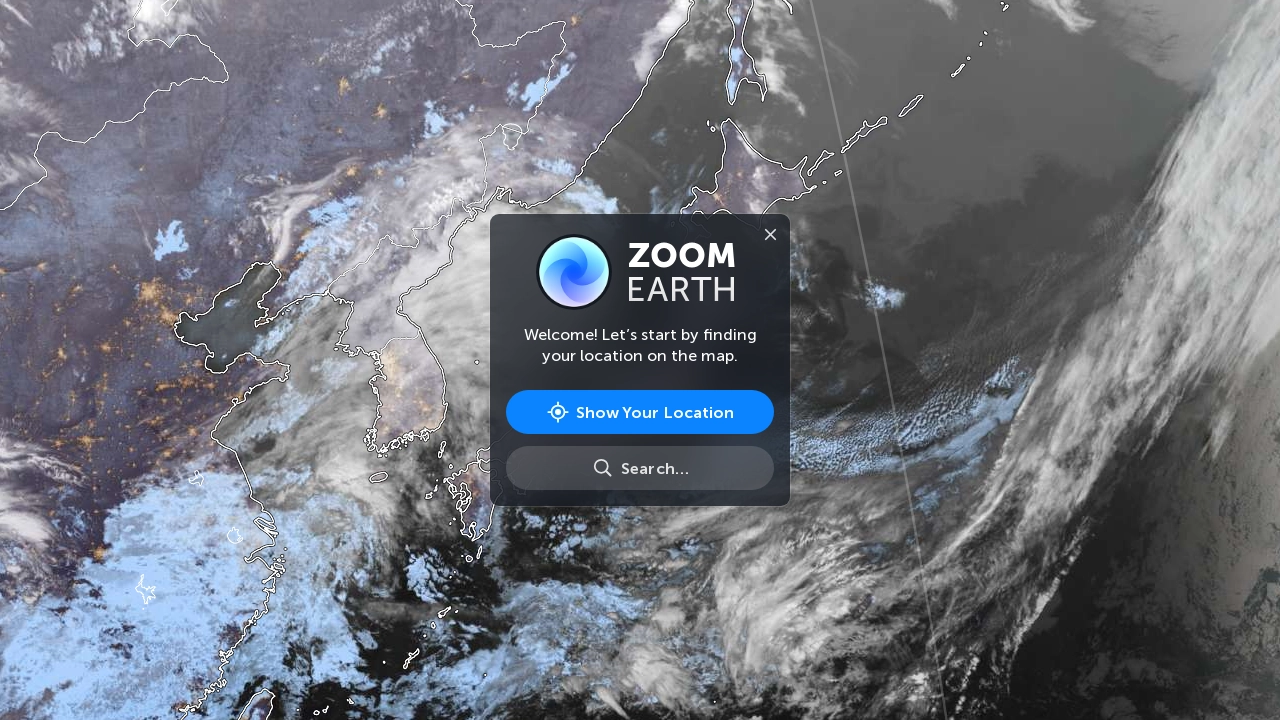 ZOOM
EARTH
Welcome! Let’s start by finding
your location on the map.
Show Your Location
Search...